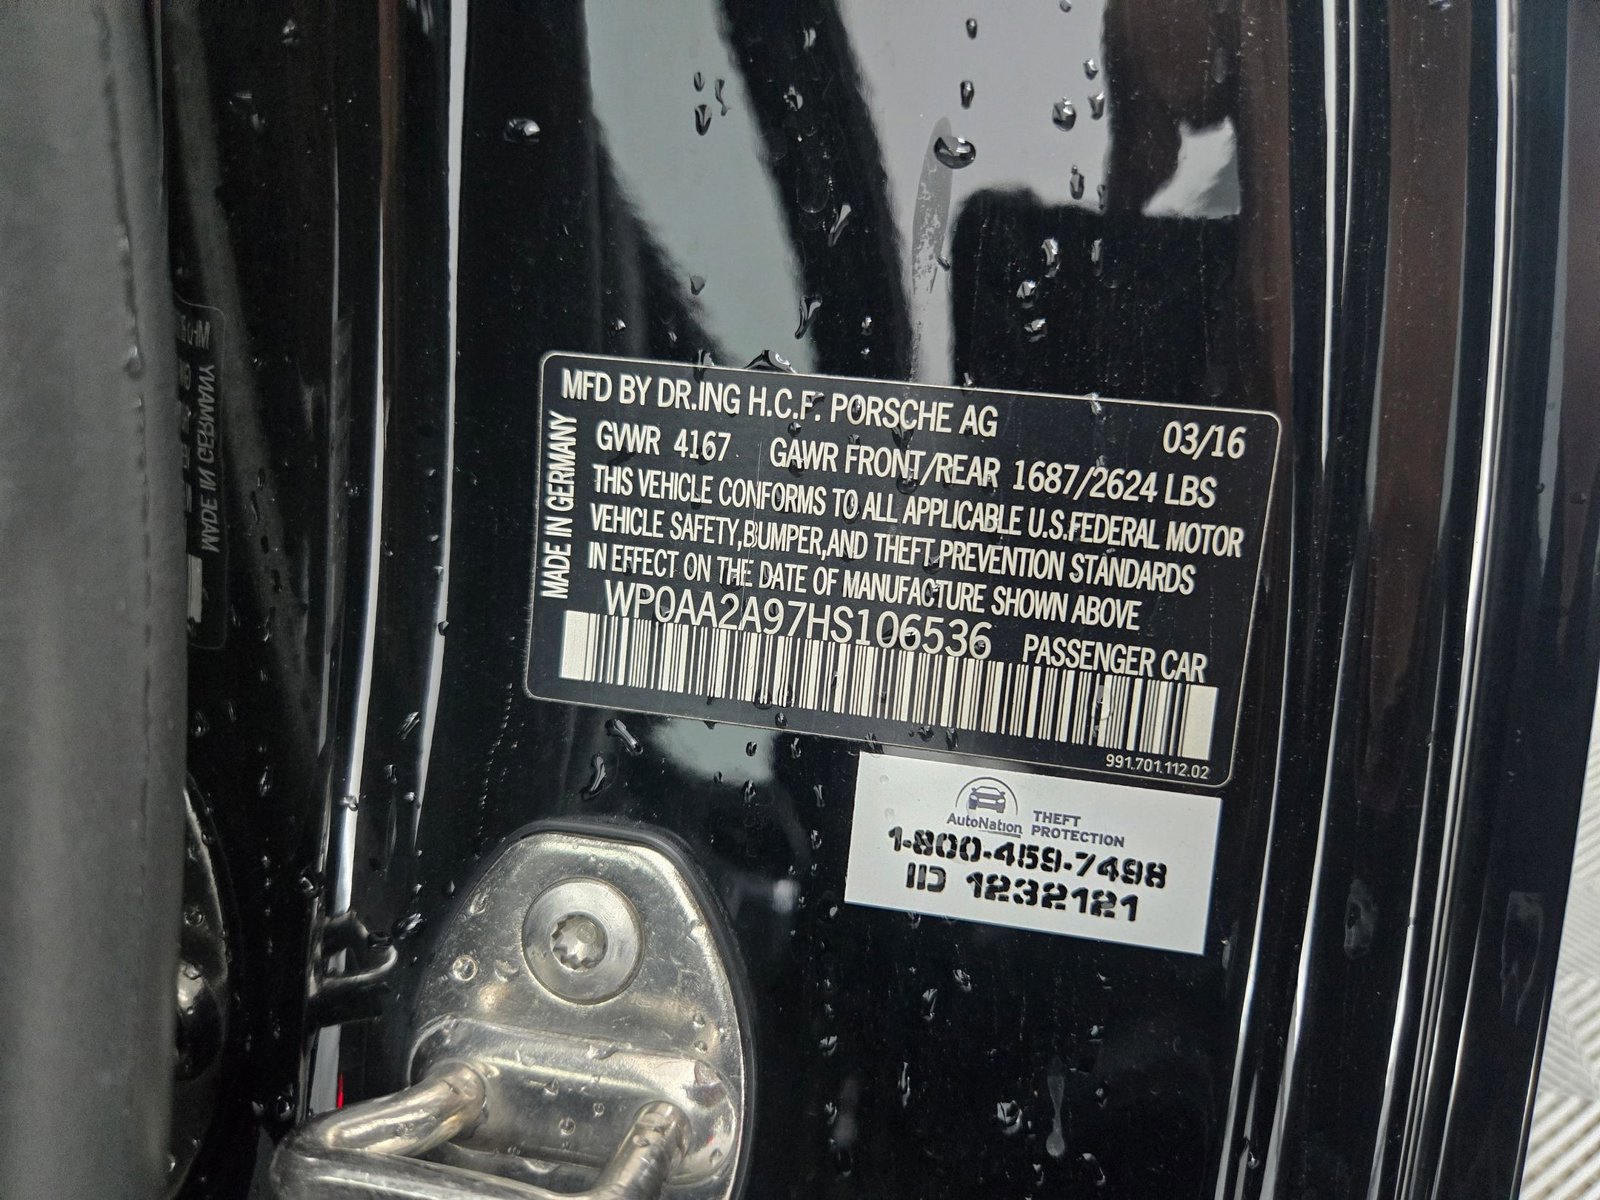 MFD BY DR.ING H.C.F. PORSCHE AG 03/16
GVWR 4167 GAWR FRONT/REAR 1687/2624 LBS
THIS VEHICLE CONFORMS TO ALL APPLICABLE U.S.FEDERAL MOTOR
VEHICLE SAFETY,BUMPER,AND THEFT PREVENTION STANDARDS
IN EFFECT ON THE DATE OF MANUFACTURE SHOWN ABOVE
WP0AA2A97HS106536 PASSENGER CAR
991.701.112.02
MADE IN GERMANY
AutoNation THEFT PROTECTION
1-800-459-7498
ID 1232121
MADE IN GERMANY